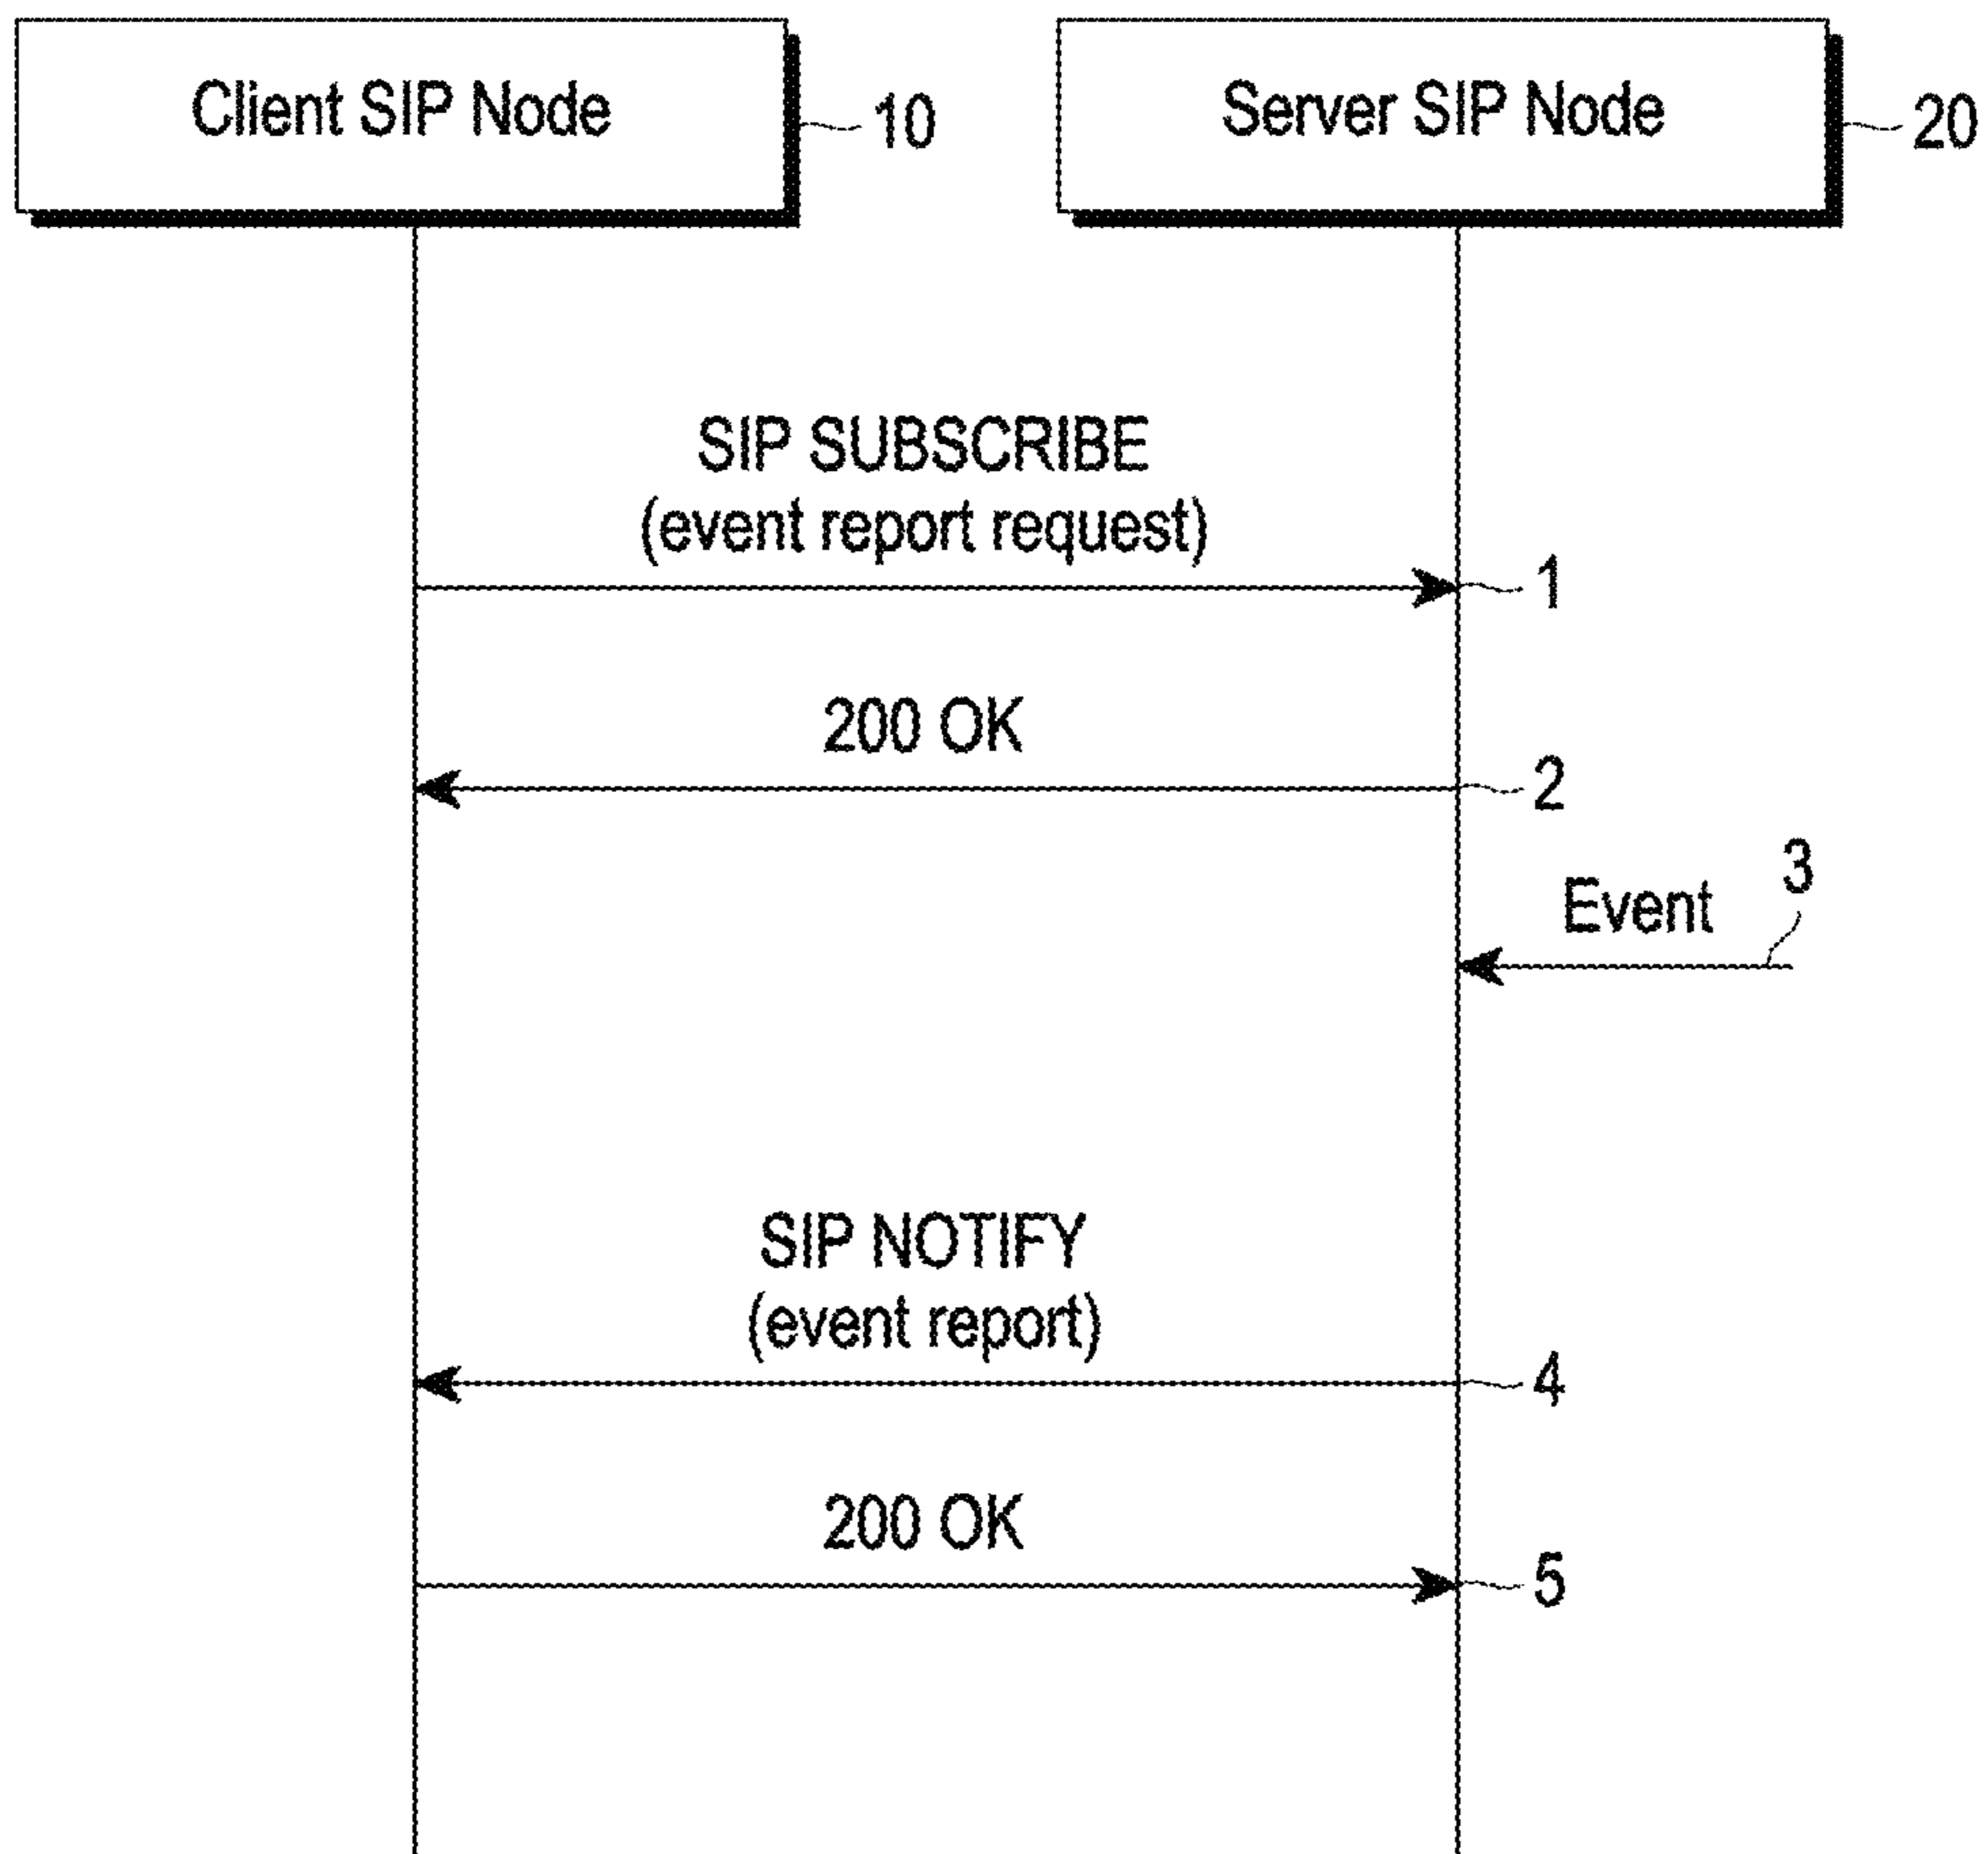 Client SIP Node
10
Server SIP Node
20
SIP SUBSCRIBE
(event report request)
1
200 OK
2
3
Event
SIP NOTIFY
(event report)
4
200 OK
5